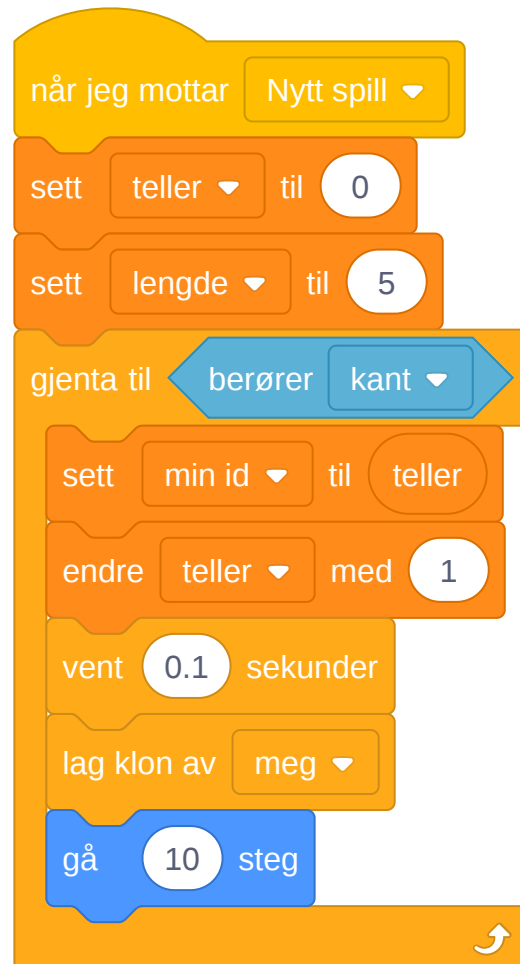 når jeg mottar Nytt spill
sett teller til 0
sett lengde til 5
gjenta til berører kant
sett min id til teller
endre teller med 1
vent 0.1 sekunder
lag klon av meg
gå 10 steg